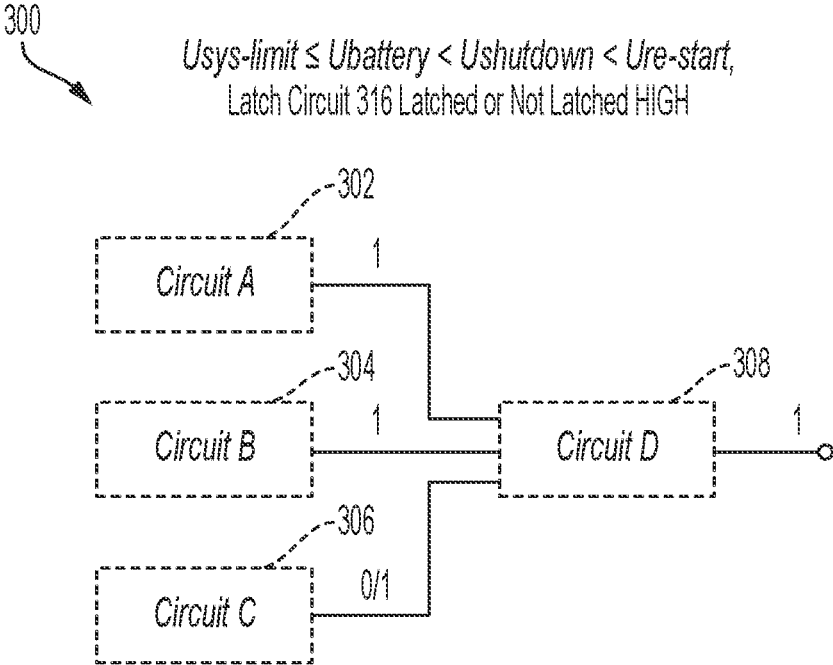 300
Usys-limit ≤ Ubattery < Ushutdown < Ure-start,
Latch Circuit 316 Latched or Not Latched HIGH
302
Circuit A
1
304
Circuit B
1
308
Circuit D
1
306
Circuit C
0/1